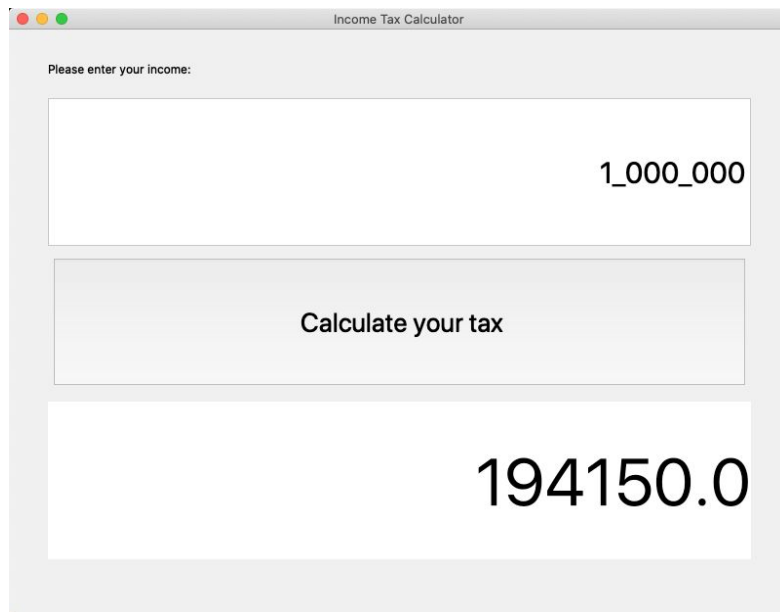 Income Tax Calculator
Please enter your income:
1_000_000
Calculate your tax
194150.0